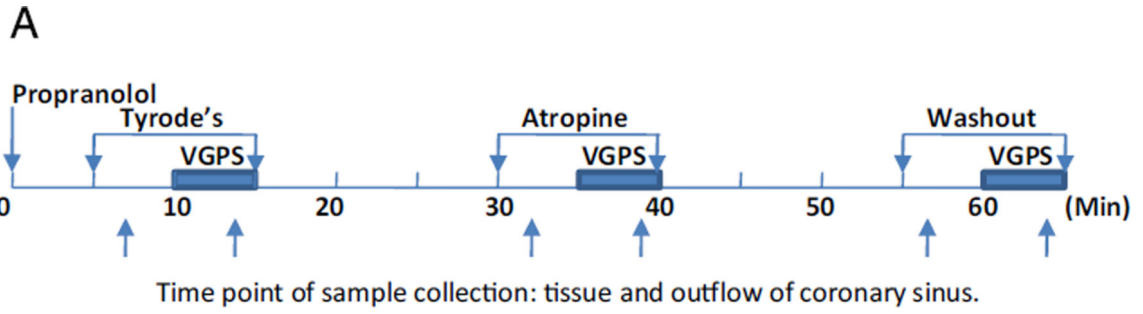 A
Propranolol
Tyrode’s Atropine Washout
VGPS VGPS VGPS
0 10 20 30 40 50 60 (Min)
Time point of sample collection: tissue and outflow of coronary sinus.